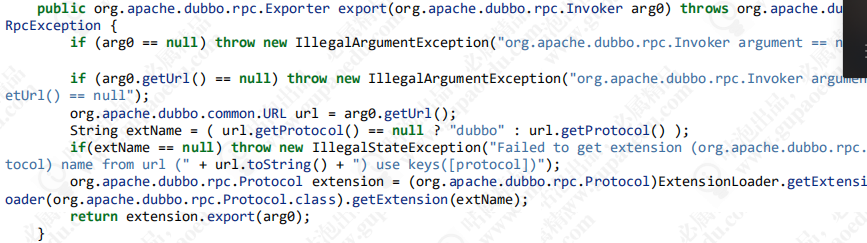 public org.apache.dubbo.rpc.Exporter export(org.apache.dubbo.rpc.Invoker arg0) throws org.apache.du
RpcException {
if (arg0 == null) throw new IllegalArgumentException("org.apache.dubbo.rpc.Invoker argument == n
if (arg0.getUrl() == null) throw new IllegalArgumentException("org.apache.dubbo.rpc.Invoker argumen
etUrl() == null");
org.apache.dubbo.common.URL url = arg0.getUrl();
String extName = ( url.getProtocol() == null ? "dubbo" : url.getProtocol() );
if(extName == null) throw new IllegalStateException("Failed to get extension (org.apache.dubbo.rpc.
tocol) name from url (" + url.toString() + ") use keys([protocol])");
org.apache.dubbo.rpc.Protocol extension = (org.apache.dubbo.rpc.Protocol)ExtensionLoader.getExtensi
oader(org.apache.dubbo.rpc.Protocol.class).getExtension(extName);
return extension.export(arg0);
}